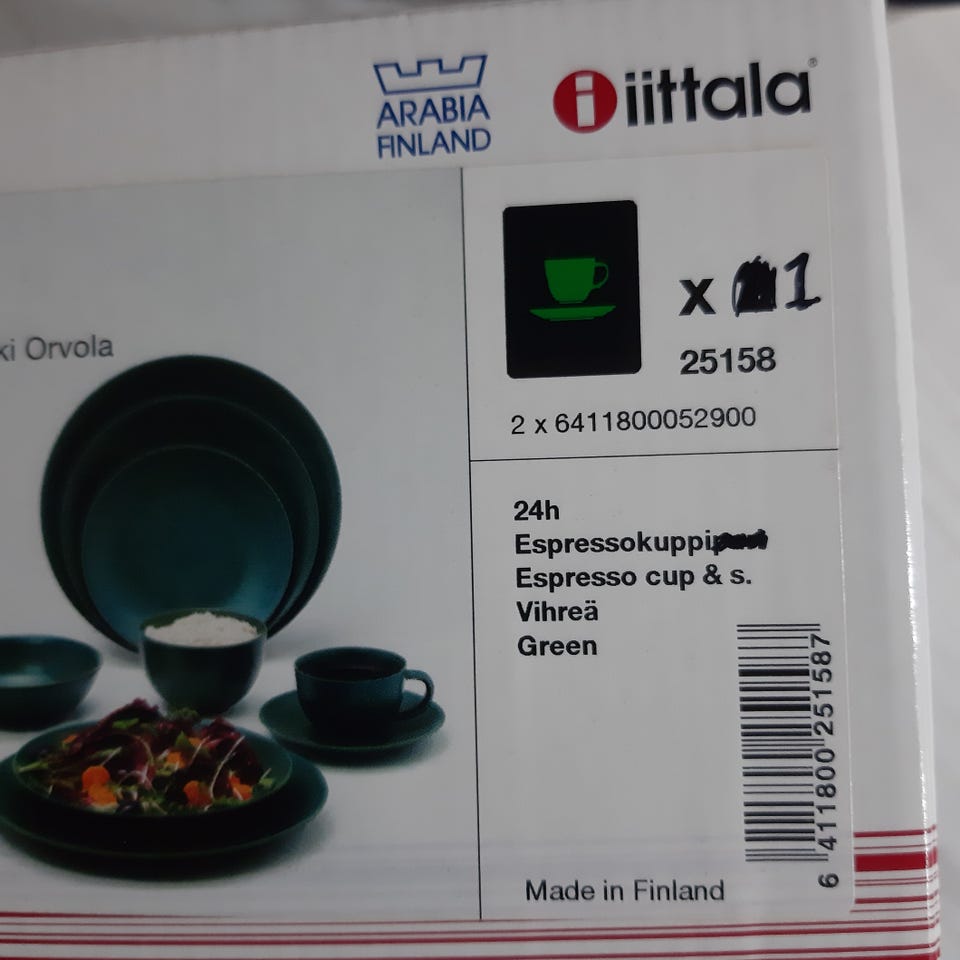 ARABIA
FINLAND
iittala®
ki Orvola
x 1
25158
2 x 6411800052900
24h
Espressokuppi
Espresso cup & s.
Vihreä
Green
6 411800 251587
Made in Finland